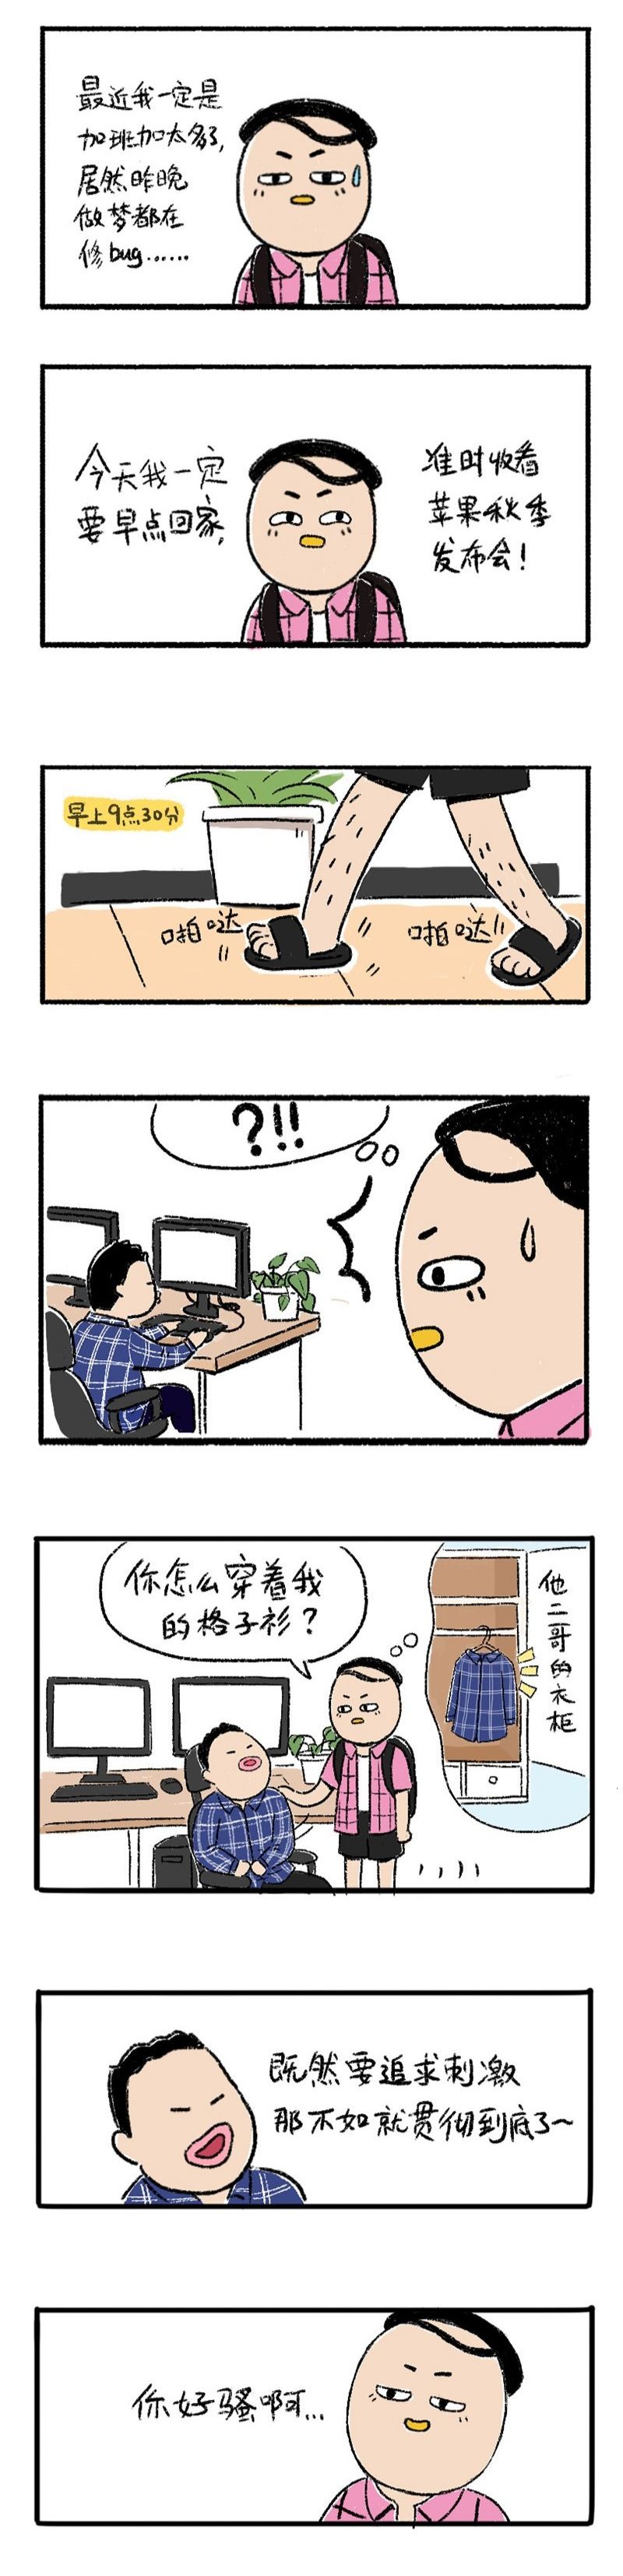 最近我一定是
加班加太多了,
居然昨晚
做梦都在
修bug......
今天我一定
要早点回家,
准时收看
苹果秋季
发布会!
早上9点30分
啪哒
啪哒
?!!
你怎么穿着我
的格子衫?
他二哥的衣柜
既然要追求刺激
那不如就贯彻到底了~
你好骚啊...